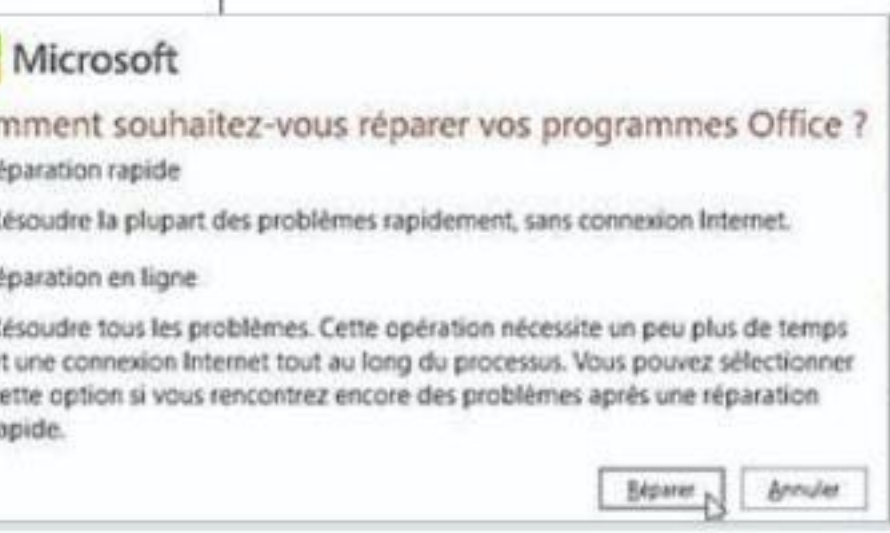 Microsoft
mment souhaitez-vous réparer vos programmes Office ?
éparation rapide
ésoudre la plupart des problèmes rapidement, sans connexion Internet.
éparation en ligne
ésoudre tous les problèmes. Cette opération nécessite un peu plus de temps
t une connexion Internet tout au long du processus. Vous pouvez sélectionner
ette option si vous rencontrez encore des problèmes après une réparation
apide.
Réparer Annuler